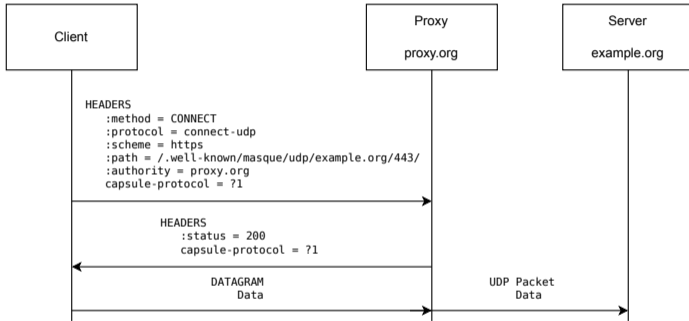 Client
Proxy
proxy.org
Server
example.org
HEADERS
:method = CONNECT
:protocol = connect-udp
:scheme = https
:path = /.well-known/masque/udp/example.org/443/
:authority = proxy.org
capsule-protocol = ?1
HEADERS
:status = 200
capsule-protocol = ?1
DATAGRAM
Data
UDP Packet
Data